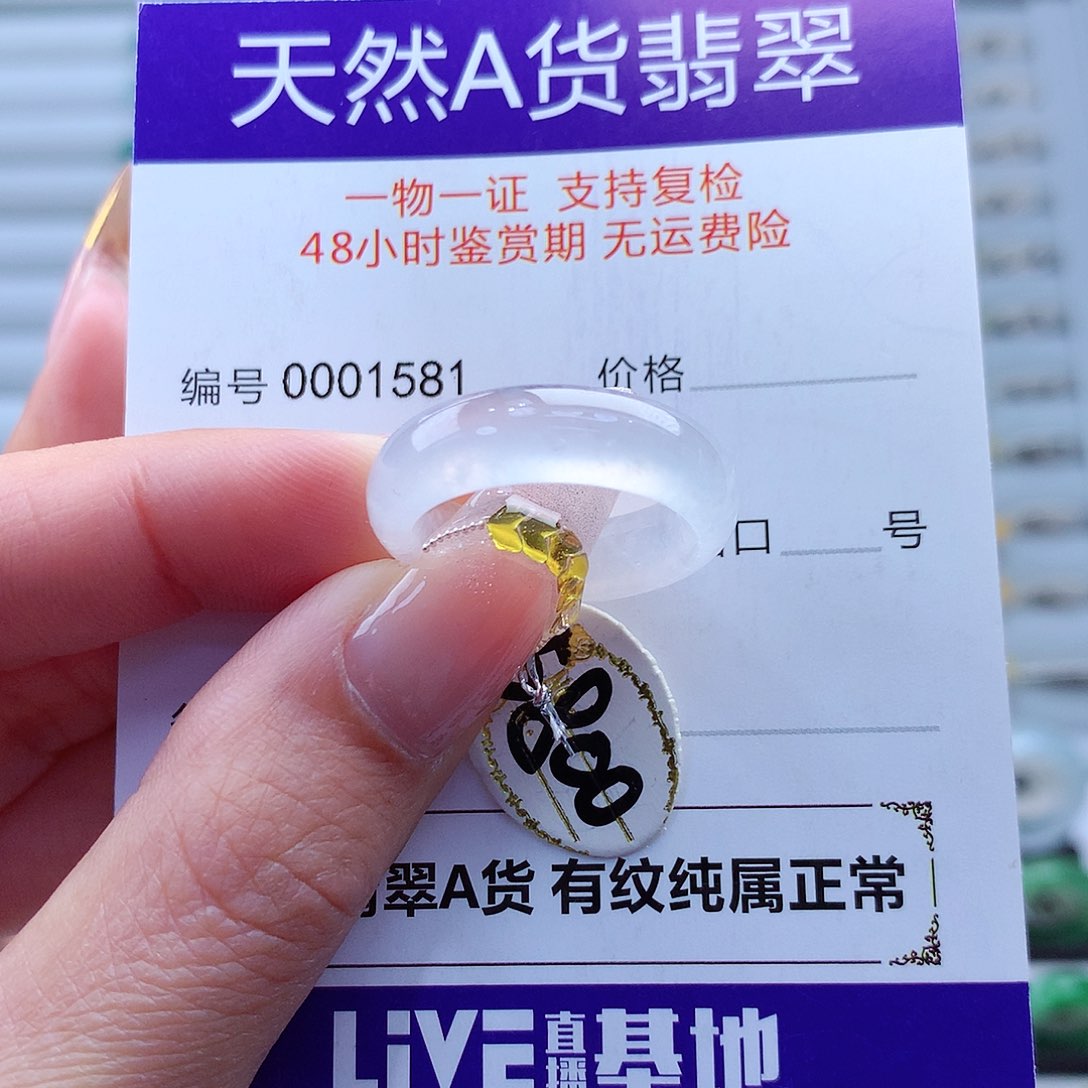 天然A货翡翠
一物一证 支持复检
48小时鉴赏期 无运费险
编号 0001581 价格
口 号
翠A货 有纹纯属正常
LiVE直播基地